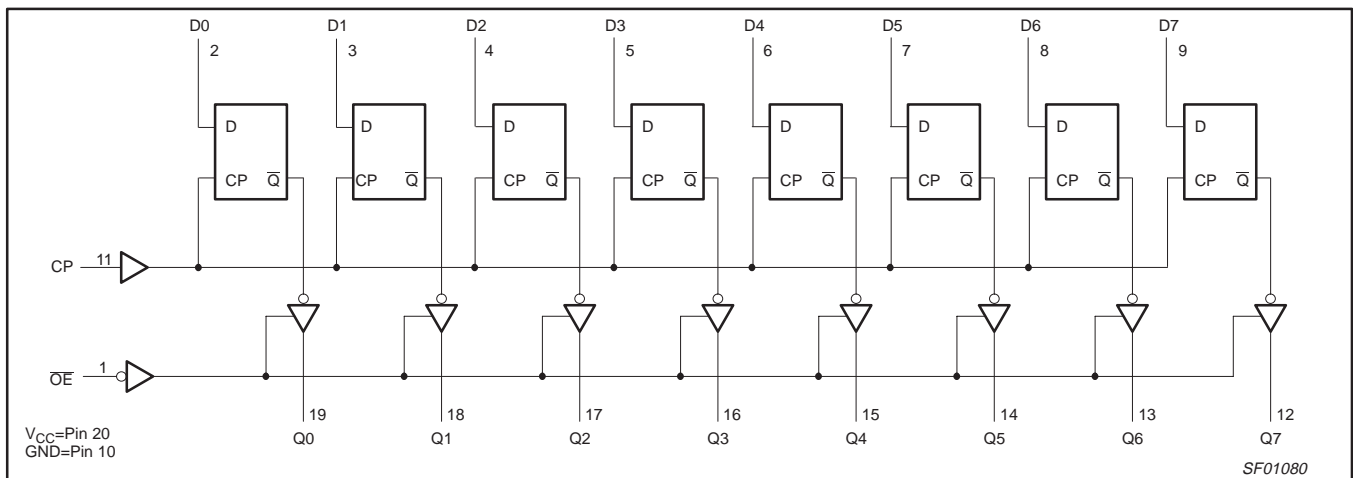 D0 D1 D2 D3 D4 D5 D6 D7
2 3 4 5 6 7 8 9
D D D D D D D D
CP Q̅ CP Q̅ CP Q̅ CP Q̅ CP Q̅ CP Q̅ CP Q̅ CP Q̅
CP 11
O̅E̅ 1
19 18 17 16 15 14 13 12
Q0 Q1 Q2 Q3 Q4 Q5 Q6 Q7
VCC=Pin 20
GND=Pin 10
SF01080